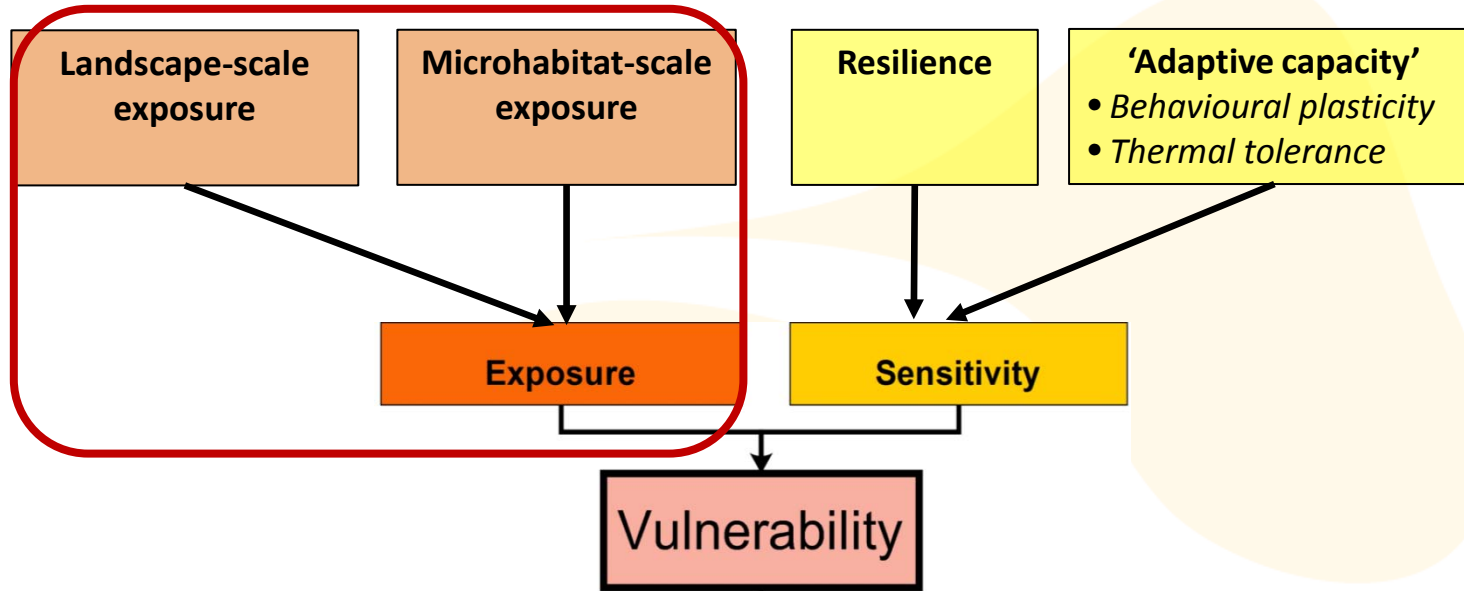 Landscape-scale
exposure
Microhabitat-scale
exposure
Resilience
‘Adaptive capacity’
• Behavioural plasticity
• Thermal tolerance
Exposure
Sensitivity
Vulnerability